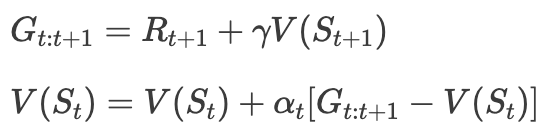 G_{t:t+1} = R_{t+1} + γV(S_{t+1})
V(S_t) = V(S_t) + α_t[G_{t:t+1} − V(S_t)]